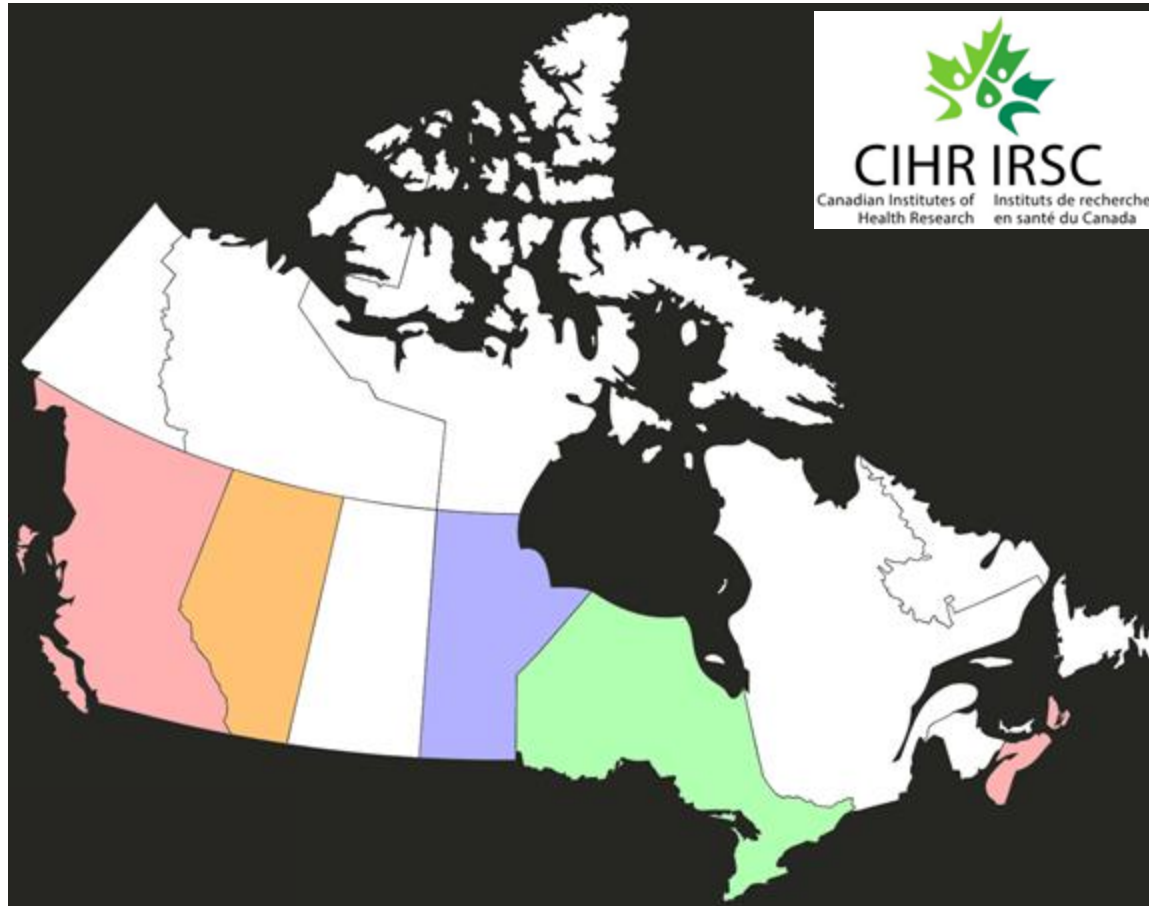 CIHR IRSC
Canadian Institutes of Health Research
Instituts de recherche en santé du Canada